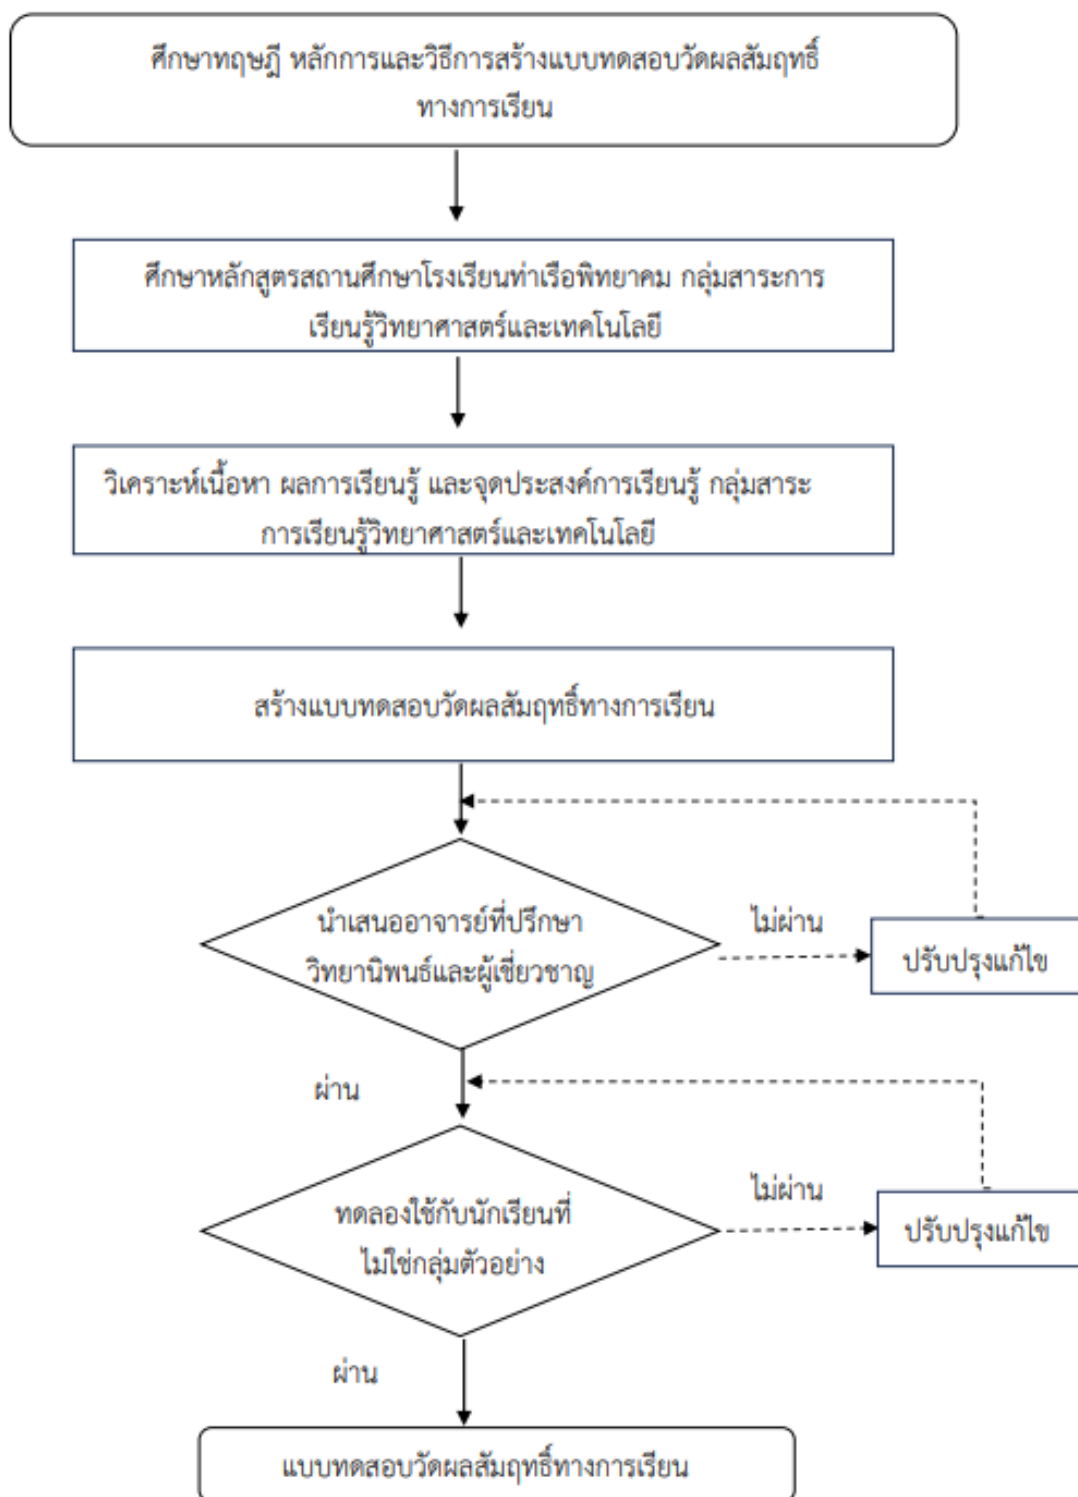 ศึกษาทฤษฎี หลักการและวิธีการสร้างแบบทดสอบวัดผลสัมฤทธิ์
ทางการเรียน
ศึกษาหลักสูตรสถานศึกษาโรงเรียนท่าเรือพิทยาคม กลุ่มสาระการ
เรียนรู้วิทยาศาสตร์และเทคโนโลยี
วิเคราะห์เนื้อหา ผลการเรียนรู้ และจุดประสงค์การเรียนรู้ กลุ่มสาระ
การเรียนรู้วิทยาศาสตร์และเทคโนโลยี
สร้างแบบทดสอบวัดผลสัมฤทธิ์ทางการเรียน
นำเสนออาจารย์ที่ปรึกษา
วิทยานิพนธ์และผู้เชี่ยวชาญ
ไม่ผ่าน
ปรับปรุงแก้ไข
ผ่าน
ทดลองใช้กับนักเรียนที่
ไม่ใช่กลุ่มตัวอย่าง
ไม่ผ่าน
ปรับปรุงแก้ไข
ผ่าน
แบบทดสอบวัดผลสัมฤทธิ์ทางการเรียน